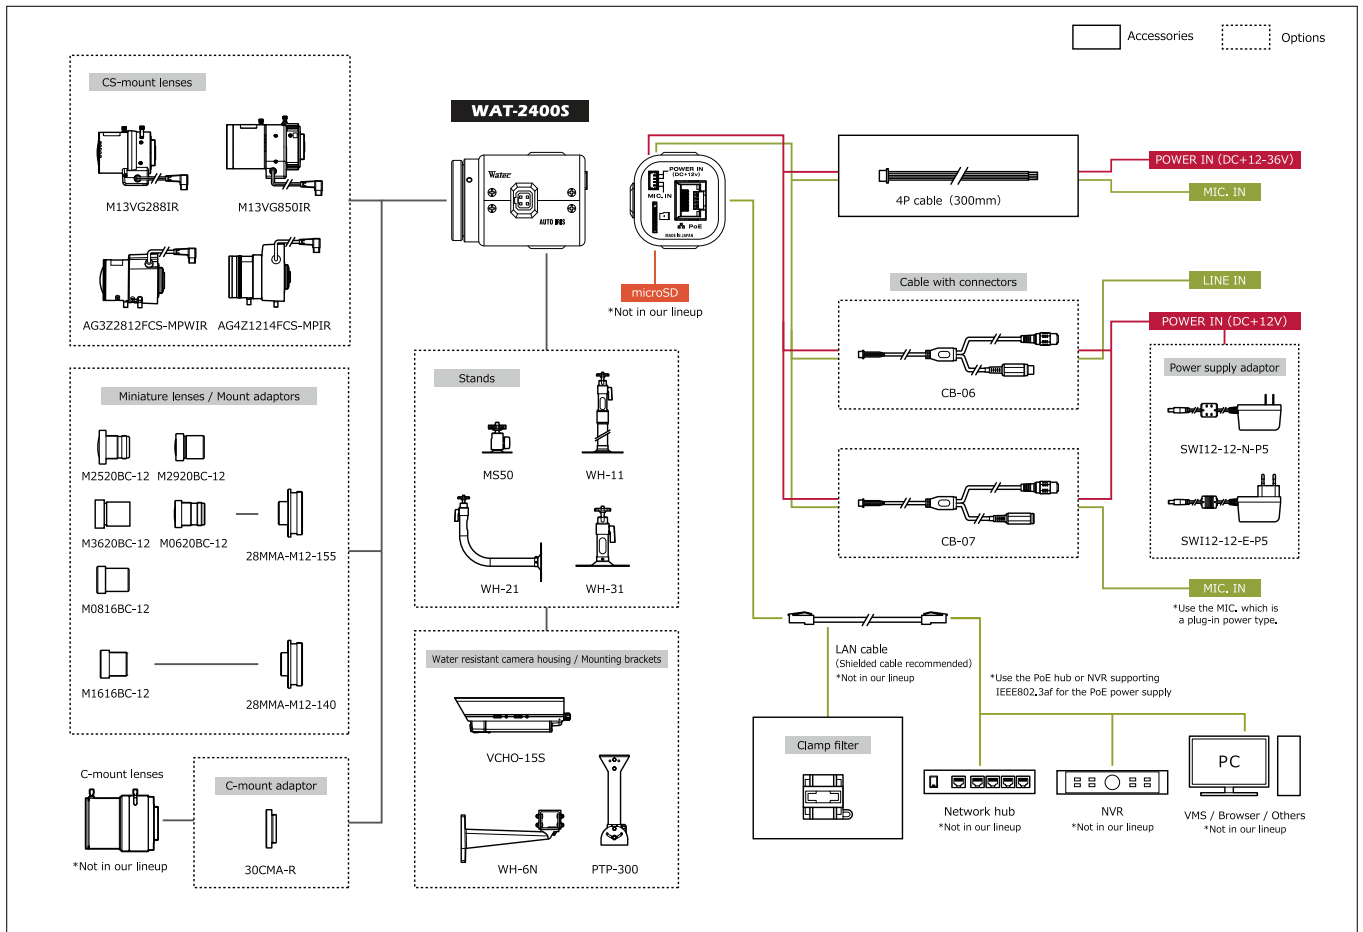 Accessories
Options
CS-mount lenses
M13VG288IR
M13VG850IR
AG3Z2812FCS-MPWIR
AG4Z1214FCS-MPIR
Miniature lenses / Mount adaptors
M2520BC-12
M2920BC-12
M3620BC-12
M0620BC-12
28MMA-M12-155
M0816BC-12
M1616BC-12
28MMA-M12-140
C-mount lenses
*Not in our lineup
C-mount adaptor
30CMA-R
WAT-2400S
Watec
AUTO IRIS
POWER IN
(DC+12v)
MIC. IN
PoE
MADE IN JAPAN
microSD
*Not in our lineup
Stands
MS50
WH-11
WH-21
WH-31
Water resistant camera housing / Mounting brackets
VCHO-15S
WH-6N
PTP-300
4P cable (300mm)
POWER IN (DC+12-36V)
MIC. IN
Cable with connectors
CB-06
CB-07
LINE IN
POWER IN (DC+12V)
Power supply adaptor
SWI12-12-N-P5
SWI12-12-E-P5
MIC. IN
*Use the MIC. which is
a plug-in power type.
LAN cable
(Shielded cable recommended)
*Not in our lineup
*Use the PoE hub or NVR supporting
IEEE802.3af for the PoE power supply
Clamp filter
Network hub
*Not in our lineup
NVR
*Not in our lineup
PC
VMS / Browser / Others
*Not in our lineup